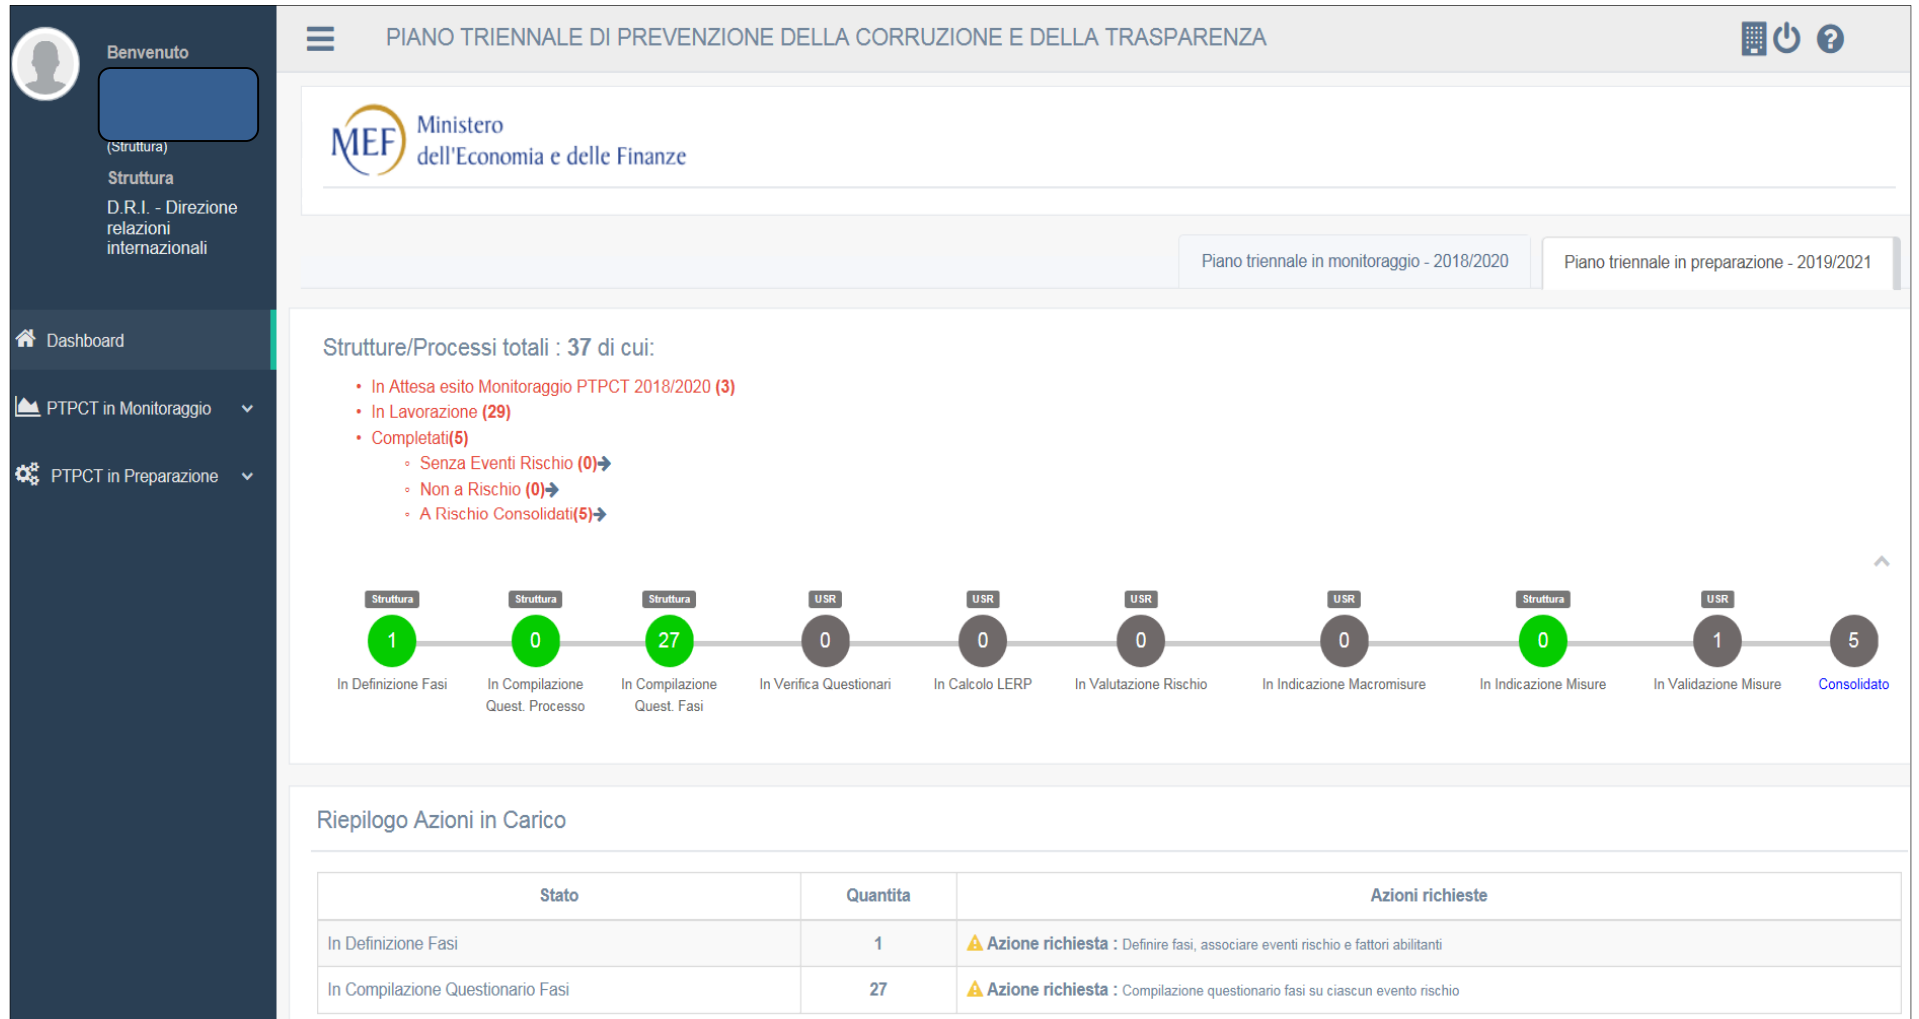 Benvenuto
(Struttura)
Struttura
D.R.I. - Direzione
relazioni
internazionali
Dashboard
PTPCT in Monitoraggio
PTPCT in Preparazione
PIANO TRIENNALE DI PREVENZIONE DELLA CORRUZIONE E DELLA TRASPARENZA
MEF
Ministero
dell'Economia e delle Finanze
Piano triennale in monitoraggio - 2018/2020
Piano triennale in preparazione - 2019/2021
Strutture/Processi totali : 37 di cui:
• In Attesa esito Monitoraggio PTPCT 2018/2020 (3)
• In Lavorazione (29)
• Completati(5)
◦ Senza Eventi Rischio (0)
◦ Non a Rischio (0)
◦ A Rischio Consolidati(5)
Struttura Struttura Struttura USR USR USR USR Struttura USR
1 0 27 0 0 0 0 0 1 5
In Definizione Fasi In Compilazione In Compilazione In Verifica Questionari In Calcolo LERP In Valutazione Rischio In Indicazione Macromisure In Indicazione Misure In Validazione Misure Consolidato
Quest. Processo Quest. Fasi
Riepilogo Azioni in Carico
Stato Quantita Azioni richieste
In Definizione Fasi 1 Azione richiesta : Definire fasi, associare eventi rischio e fattori abilitanti
In Compilazione Questionario Fasi 27 Azione richiesta : Compilazione questionario fasi su ciascun evento rischio